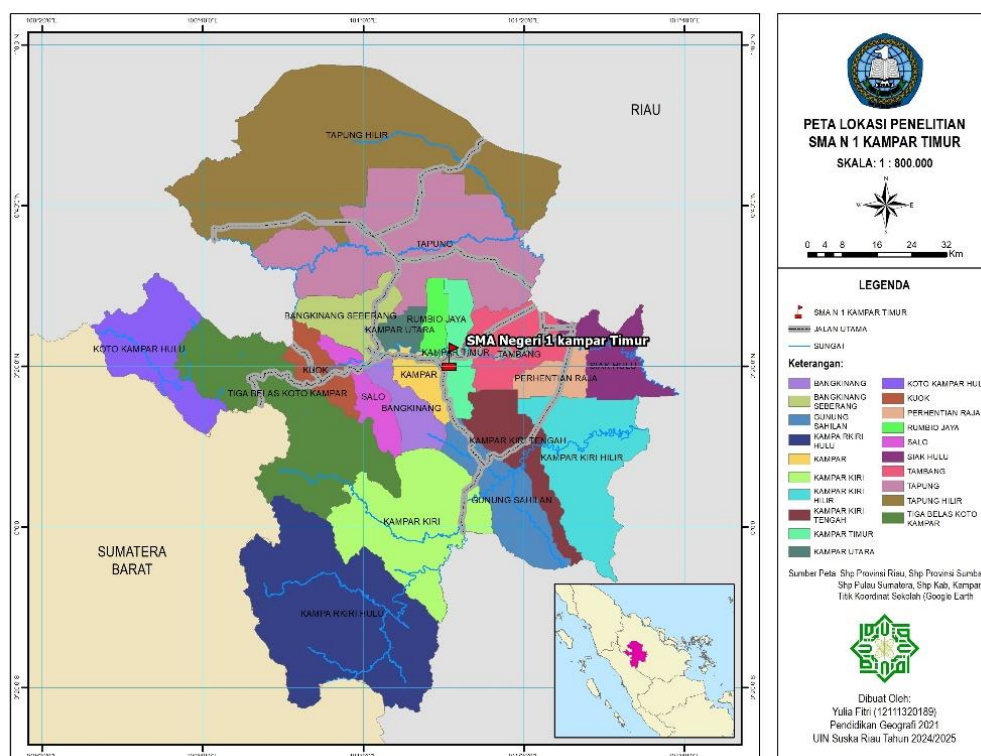 RIAU
TAPUNG HILIR
TAPUNG
BANGKINANG SEBERANG
RUMBIO JAYA
KAMPAR UTARA
SMA Negeri 1 kampar Timur
KOTO KAMPAR HULU
KAMPAR TIMUR
TAMBANG
SIAK HULU
KUOK
KAMPAR
PERHENTIAN RAJA
TIGA BELAS KOTO KAMPAR
SALO
BANGKINANG
KAMPAR KIRI TENGAH
KAMPAR KIRI HILIR
GUNUNG SAHILAN
KAMPAR KIRI
SUMATERA
BARAT
KAMPA RKIRI HULU
PETA LOKASI PENELITIAN
SMA N 1 KAMPAR TIMUR
SKALA: 1 : 800.000
N
W
E
S
0 4 8 16 24 32
Km
LEGENDA
SMA N 1 KAMPAR TIMUR
JALAN UTAMA
SUNGAI
Keterangan:
BANGKINANG
BANGKINANG
SEBERANG
GUNUNG
SAHILAN
KAMPA RKIRI
HULU
KAMPAR
KAMPAR KIRI
KAMPAR KIRI
HILIR
KAMPAR KIRI
TENGAH
KAMPAR TIMUR
KAMPAR UTARA
KOTO KAMPAR HUL
KUOK
PERHENTIAN RAJA
RUMBIO JAYA
SALO
SIAK HULU
TAMBANG
TAPUNG
TAPUNG HILIR
TIGA BELAS KOTO
KAMPAR
Sumber Peta: Shp Provinsi Riau, Shp Provinsi Sumba
Shp Pulau Sumatera, Shp Kab, Kampar
Titik Koordinat Sekolah (Google Earth
Dibuat Oleh:
Yulia Fitri (12111320189)
Pendidikan Geografi 2021
UIN Suska Riau Tahun 2024/2025